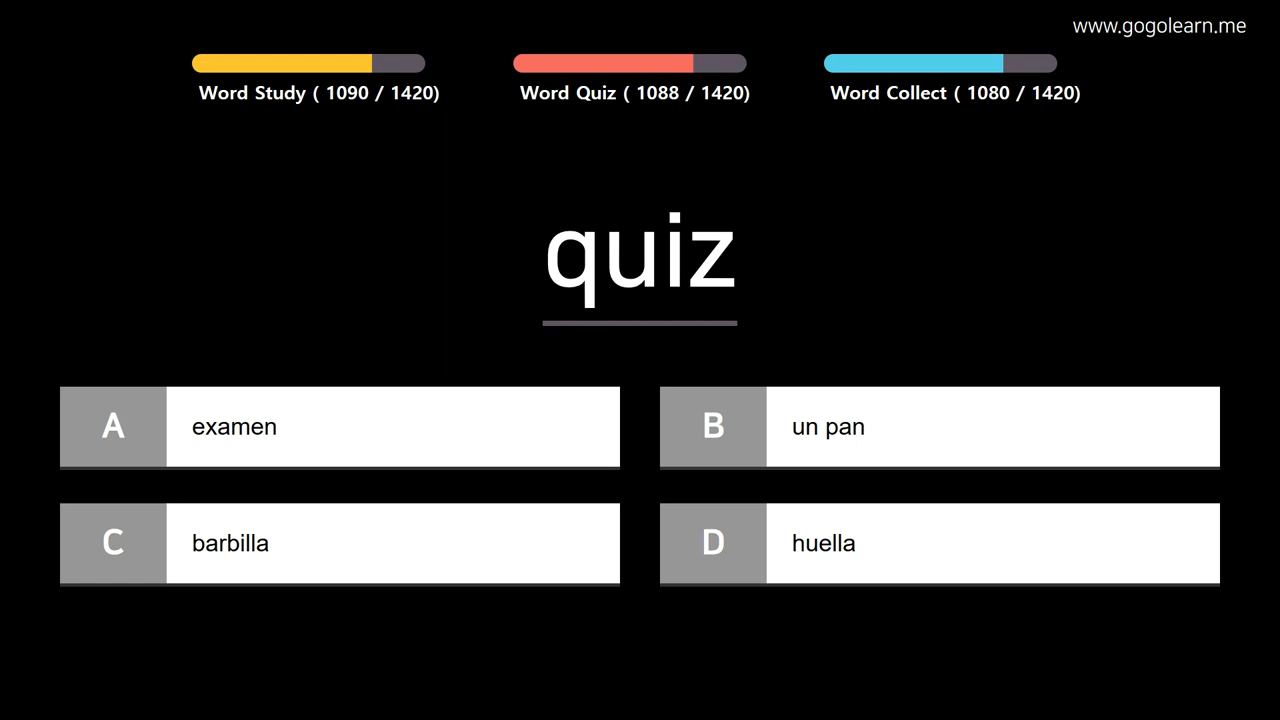 www.gogolearn.me
Word Study ( 1090 / 1420)
Word Quiz ( 1088 / 1420)
Word Collect ( 1080 / 1420)
quiz
A examen
B un pan
C barbilla
D huella